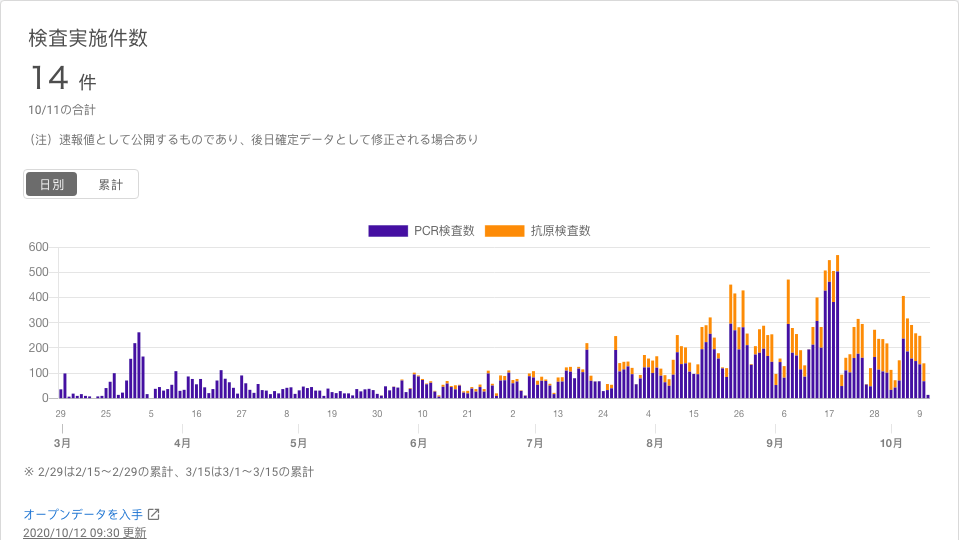 検査実施件数
14 件
10/11の合計
（注）速報値として公開するものであり、後日確定データとして修正される場合あり
日別 累計
PCR検査数 抗原検査数
600
500
400
300
200
100
0
29 25 5 16 27 8 19 30 10 21 2 13 24 4 15 26 6 17 28 9
3月 4月 5月 6月 7月 8月 9月 10月
※ 2/29は2/15～2/29の累計、3/15は3/1～3/15の累計
オープンデータを入手
2020/10/12 09:30 更新